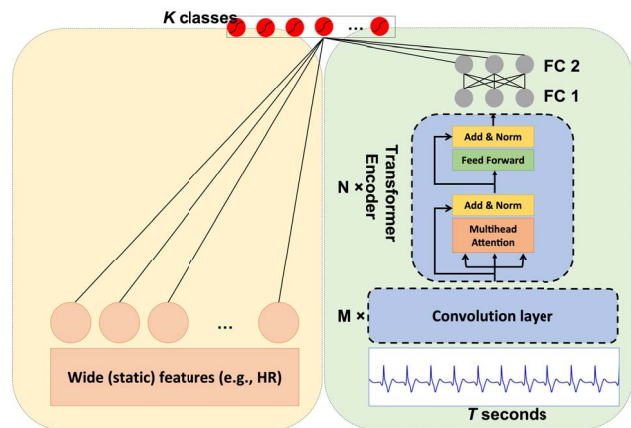 K classes
...
FC 2
FC 1
Add & Norm
Feed Forward
N ×
Transformer
Encoder
Add & Norm
Multihead
Attention
...
M ×
Convolution layer
Wide (static) features (e.g., HR)
T seconds